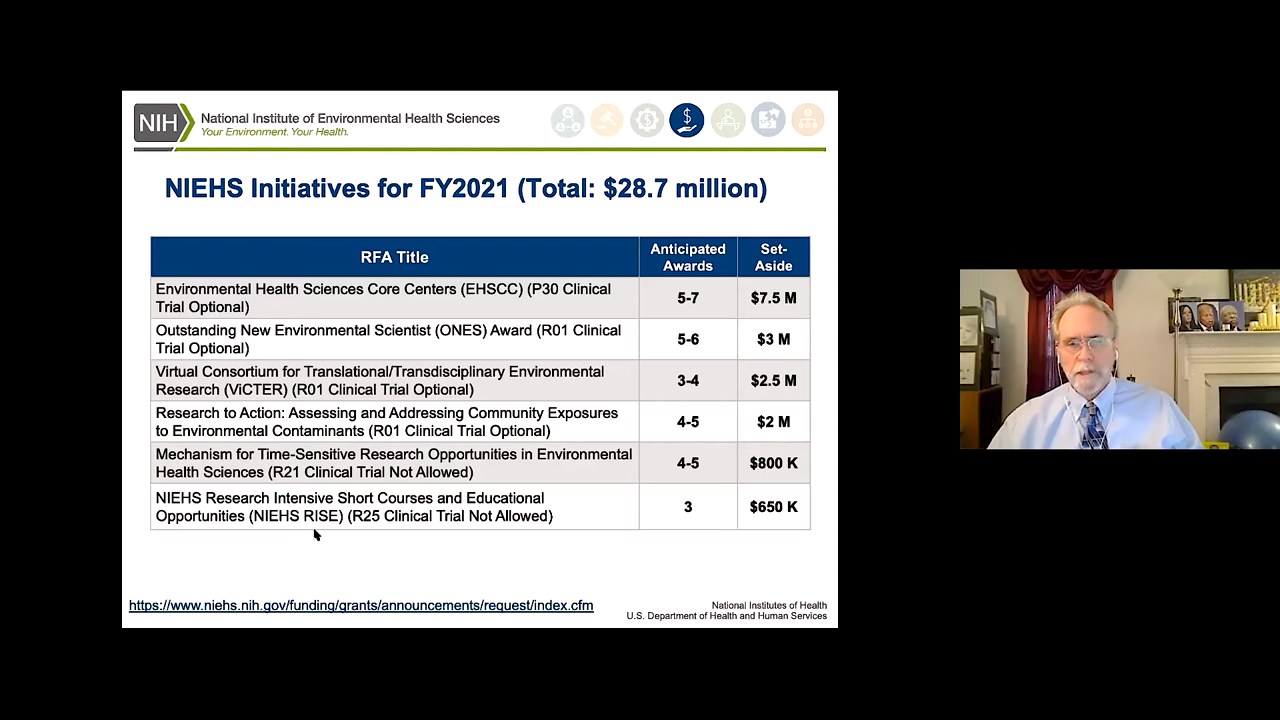 NIH
National Institute of Environmental Health Sciences
Your Environment. Your Health.
NIEHS Initiatives for FY2021 (Total: $28.7 million)
RFA Title
Anticipated
Awards
Set-
Aside
Environmental Health Sciences Core Centers (EHSCC) (P30 Clinical
Trial Optional)
5-7
$7.5 M
Outstanding New Environmental Scientist (ONES) Award (R01 Clinical
Trial Optional)
5-6
$3 M
Virtual Consortium for Translational/Transdisciplinary Environmental
Research (ViCTER) (R01 Clinical Trial Optional)
3-4
$2.5 M
Research to Action: Assessing and Addressing Community Exposures
to Environmental Contaminants (R01 Clinical Trial Optional)
4-5
$2 M
Mechanism for Time-Sensitive Research Opportunities in Environmental
Health Sciences (R21 Clinical Trial Not Allowed)
4-5
$800 K
NIEHS Research Intensive Short Courses and Educational
Opportunities (NIEHS RISE) (R25 Clinical Trial Not Allowed)
3
$650 K
https://www.niehs.nih.gov/funding/grants/announcements/request/index.cfm
National Institutes of Health
U.S. Department of Health and Human Services